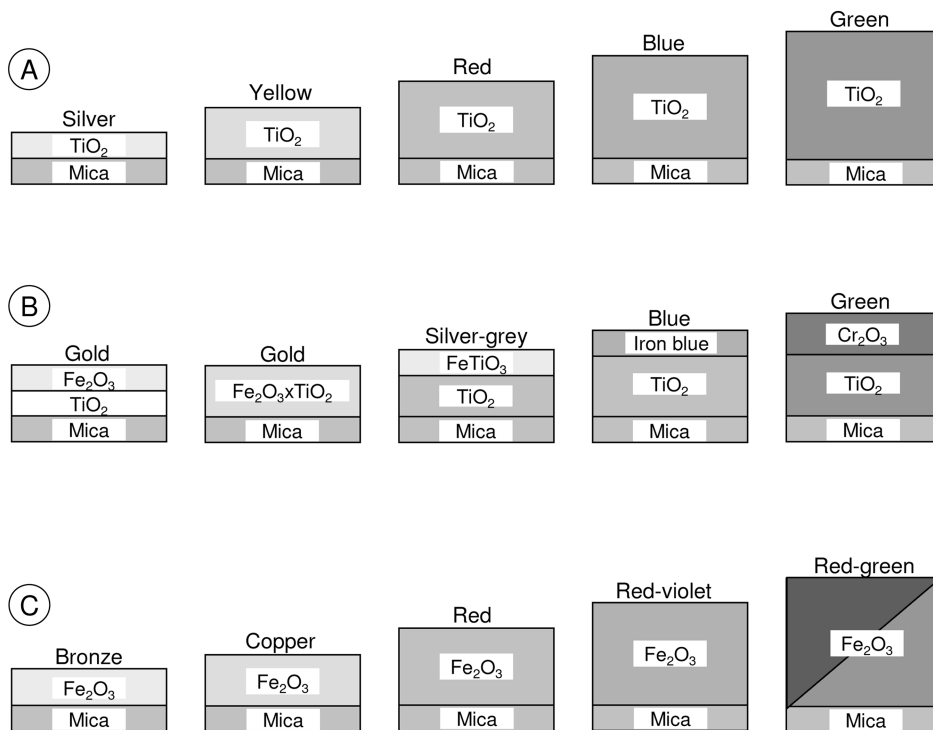 A
Silver
TiO₂
Mica
Yellow
TiO₂
Mica
Red
TiO₂
Mica
Blue
TiO₂
Mica
Green
TiO₂
Mica
B
Gold
Fe₂O₃
TiO₂
Mica
Gold
Fe₂O₃xTiO₂
Mica
Silver-grey
FeTiO₃
TiO₂
Mica
Blue
Iron blue
TiO₂
Mica
Green
Cr₂O₃
TiO₂
Mica
C
Bronze
Fe₂O₃
Mica
Copper
Fe₂O₃
Mica
Red
Fe₂O₃
Mica
Red-violet
Fe₂O₃
Mica
Red-green
Fe₂O₃
Mica